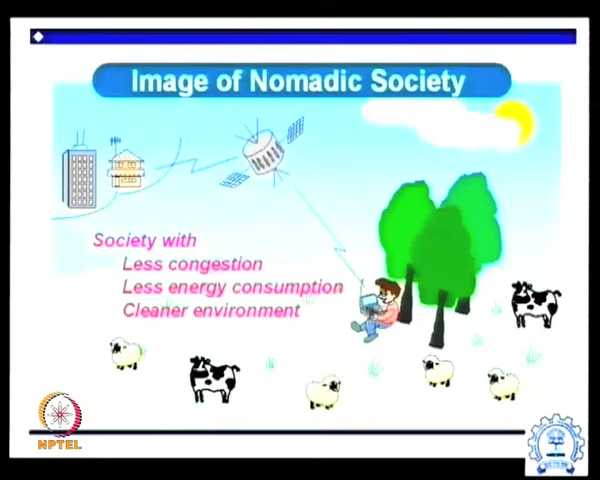 Image of Nomadic Society
Society with
Less congestion
Less energy consumption
Cleaner environment
NPTEL